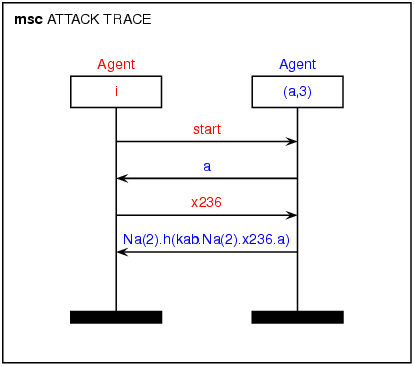 msc ATTACK TRACE
Agent Agent
i (a,3)
start
a
x236
Na(2).h(kab.Na(2).x236.a)